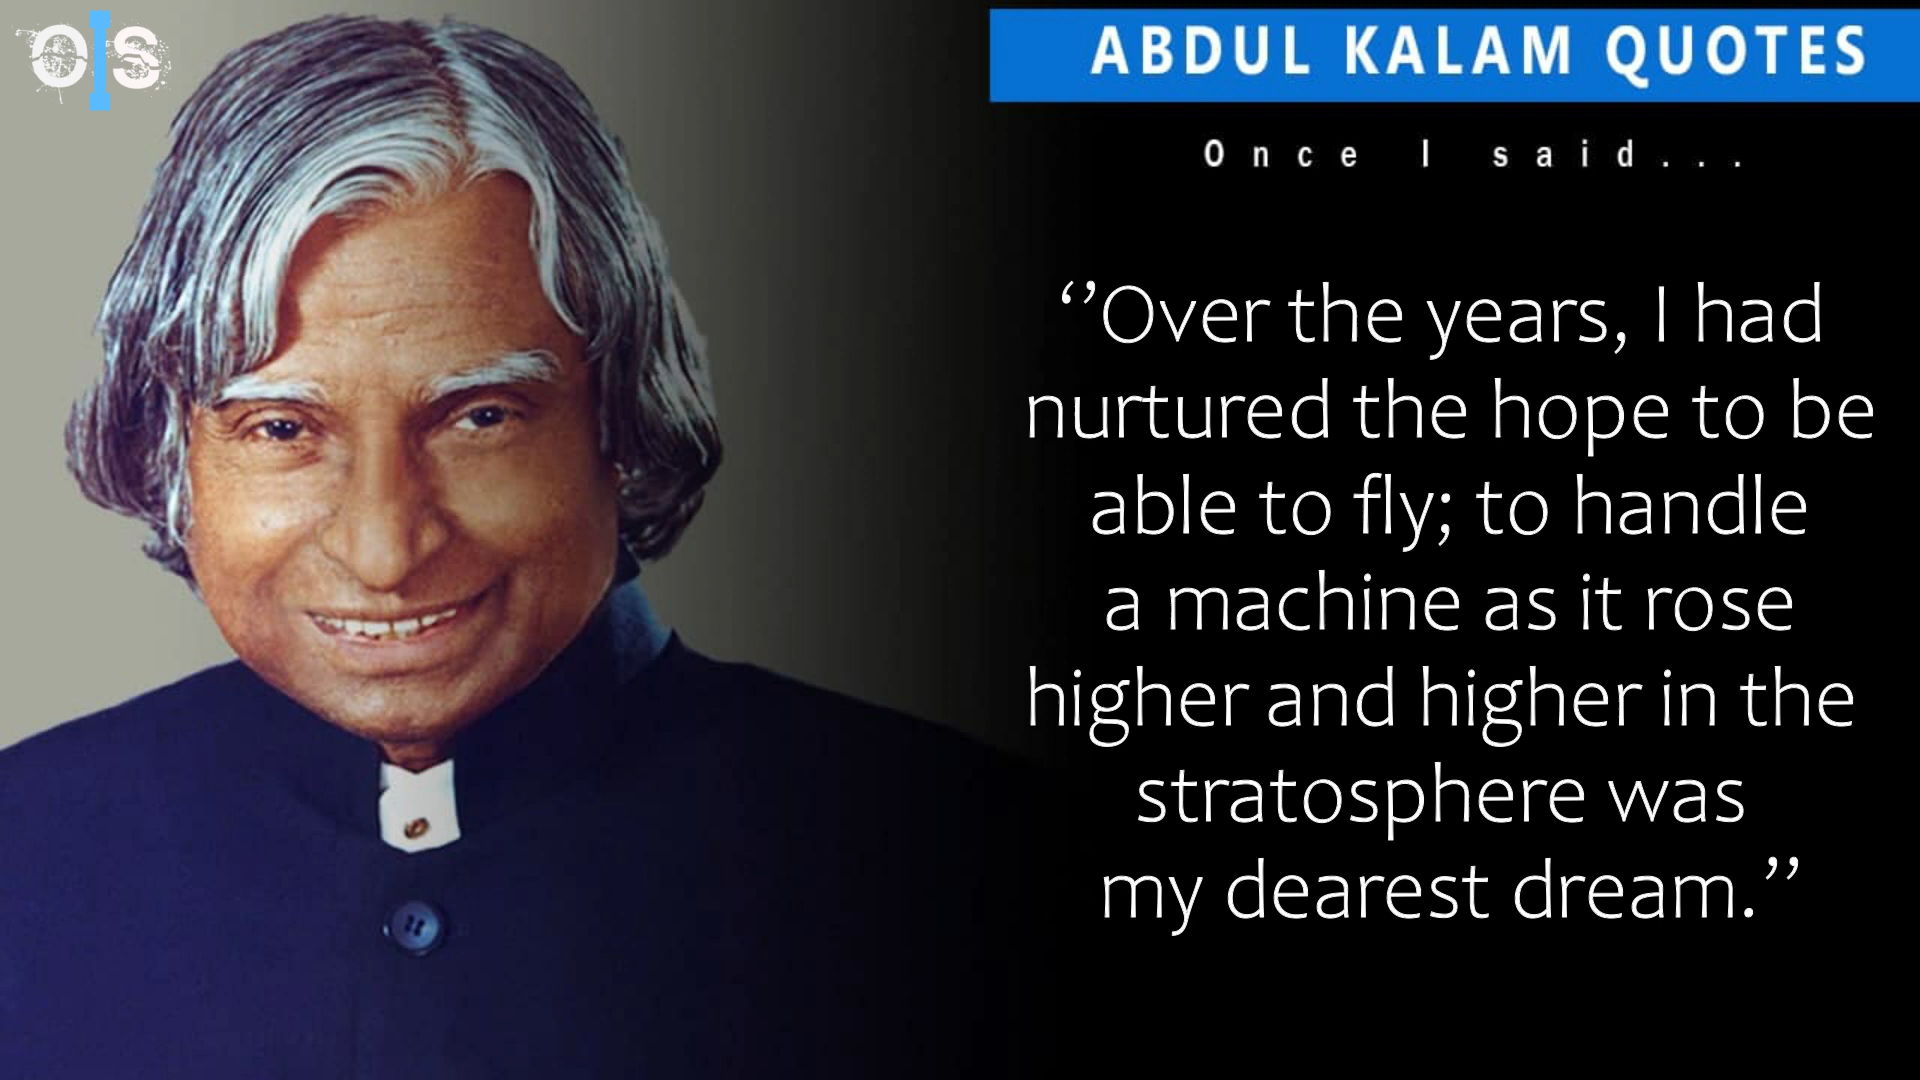 OIS
ABDUL KALAM QUOTES
Once I said...
‘’Over the years, I had
nurtured the hope to be
able to fly; to handle
a machine as it rose
higher and higher in the
stratosphere was
my dearest dream.’’